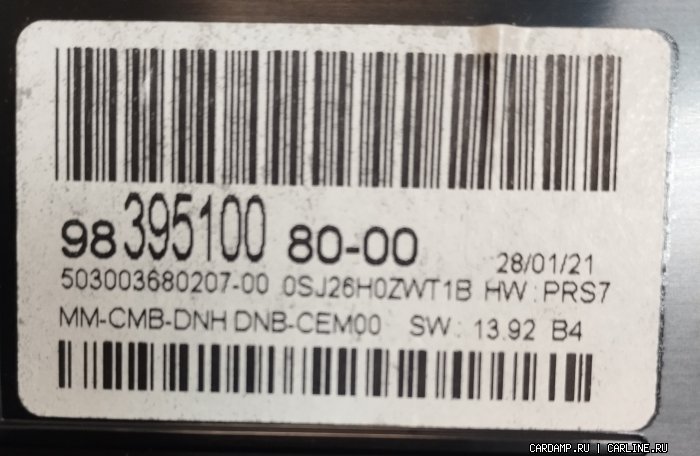 98 395100 80-00 28/01/21
503003680207-00 0SJ26H0ZWT1B HW: PRS7
MM-CMB-DNH DNB-CEM00 SW: 13.92 B4
CARDAMP.RU | CARLINE.RU